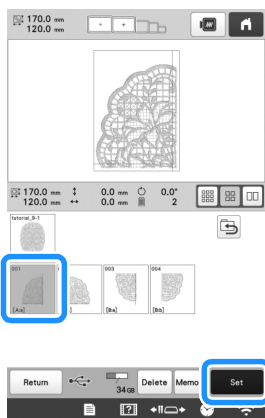 170.0 mm
120.0 mm
170.0 mm 0.0 mm 0.0°
120.0 mm 0.0 mm 2
tutorial_9-1
001 003 004
[Aa] [Ba] [Bb]
Return 34GB Delete Memo Set